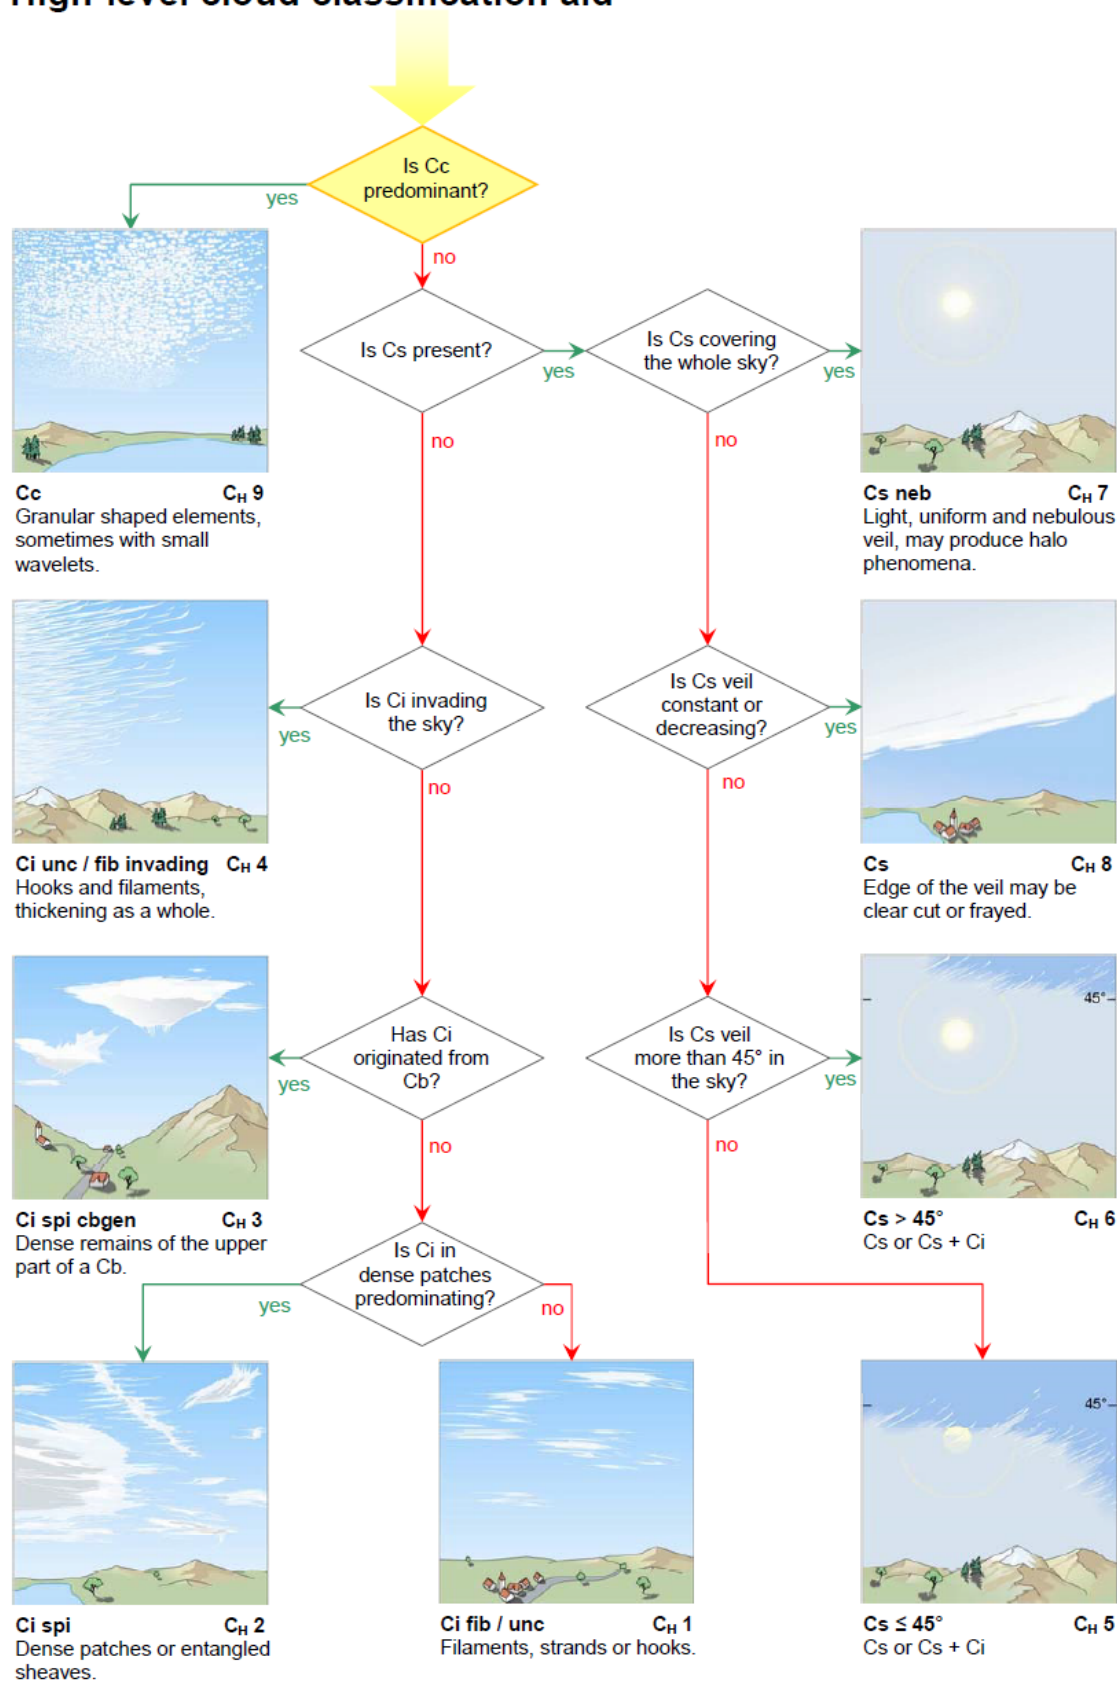 High-level cloud classification aid
Is Cc
predominant?
yes
no
Is Cs present?
yes
Is Cs covering
the whole sky?
yes
no
no
Cc CH 9
Granular shaped elements,
sometimes with small
wavelets.
Cs neb CH 7
Light, uniform and nebulous
veil, may produce halo
phenomena.
Is Ci invading
the sky?
yes
no
Is Cs veil
constant or
decreasing?
yes
no
Ci unc / fib invading CH 4
Hooks and filaments,
thickening as a whole.
Cs CH 8
Edge of the veil may be
clear cut or frayed.
Has Ci
originated from
Cb?
yes
no
Is Cs veil
more than 45° in
the sky?
yes
no
45°
Ci spi cbgen CH 3
Dense remains of the upper
part of a Cb.
Cs > 45° CH 6
Cs or Cs + Ci
Is Ci in
dense patches
predominating?
yes
no
45°
Ci spi CH 2
Dense patches or entangled
sheaves.
Ci fib / unc CH 1
Filaments, strands or hooks.
Cs ≤ 45° CH 5
Cs or Cs + Ci